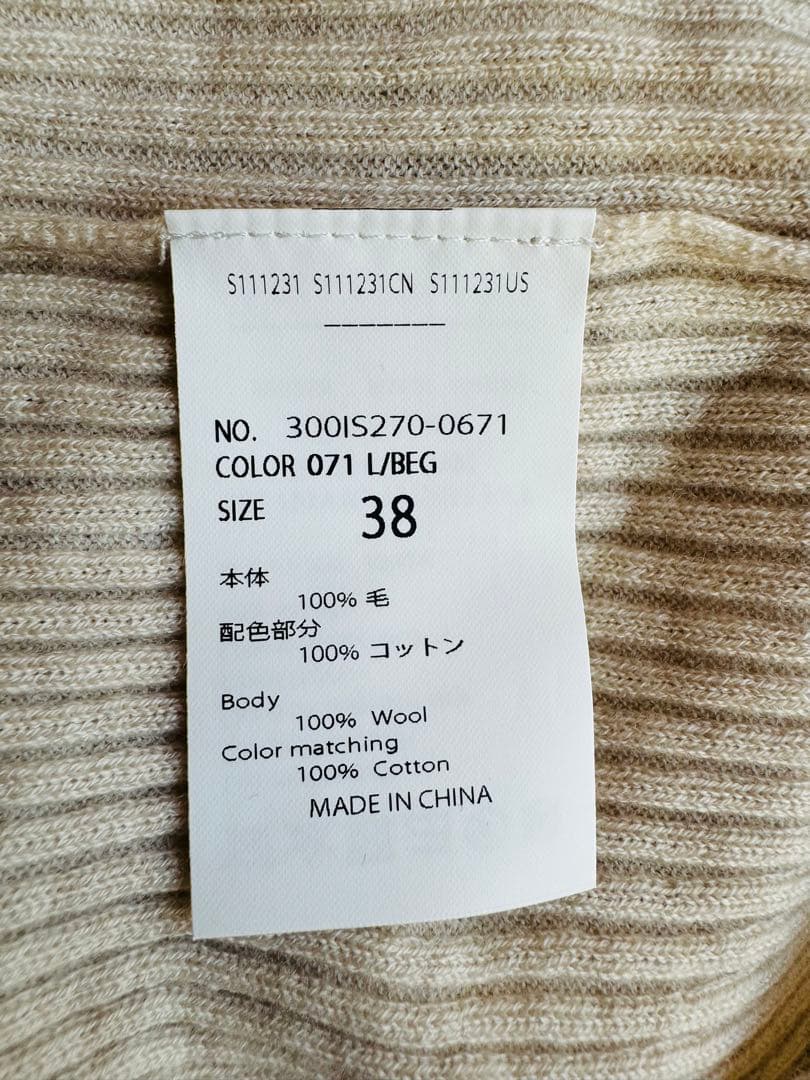 S111231 S111231CN S111231US
-------
NO. 300IS270-0671
COLOR 071 L/BEG
SIZE 38
本体
100% 毛
配色部分
100% コットン
Body
100% Wool
Color matching
100% Cotton
MADE IN CHINA